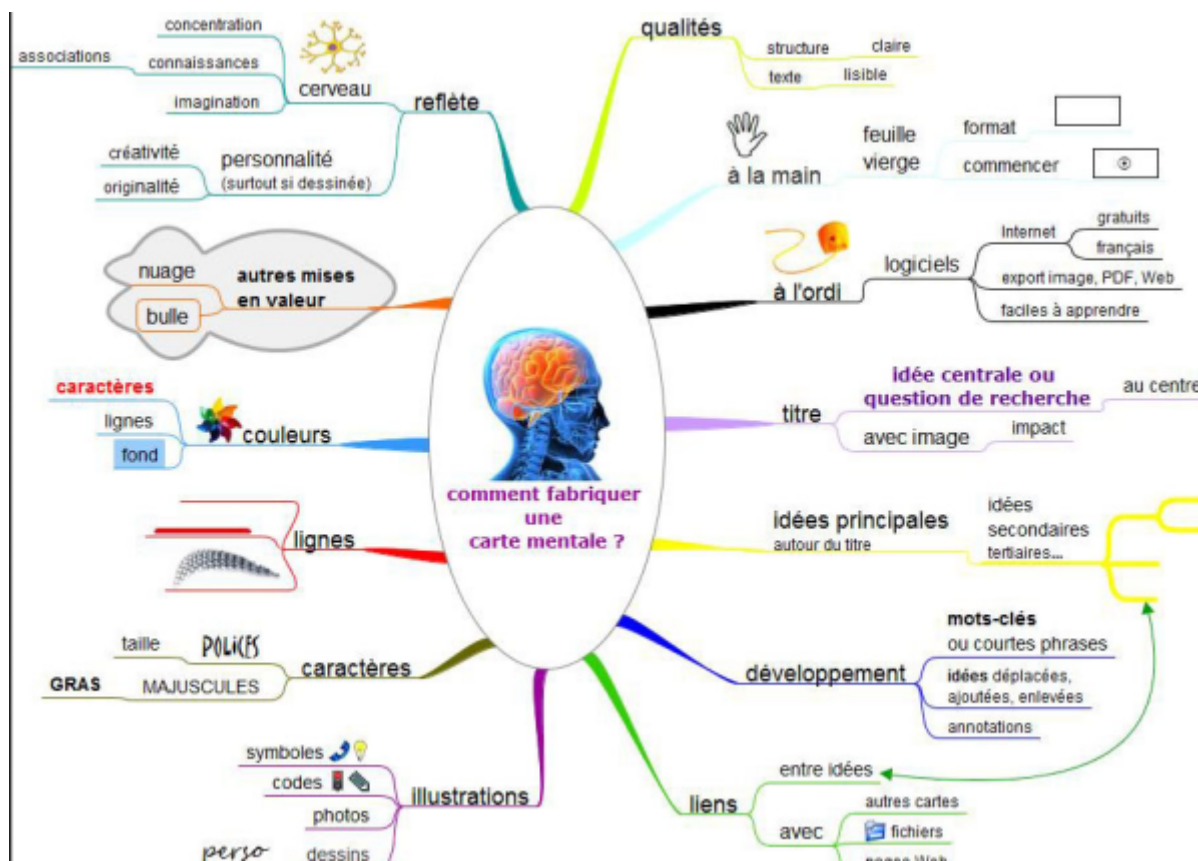 comment fabriquer
une
carte mentale ?
qualités
structure claire
texte lisible
à la main
feuille
vierge
format
commencer
à l'ordi
logiciels
Internet
gratuits
français
export image, PDF, Web
faciles à apprendre
titre
idée centrale ou
question de recherche
au centre
avec image
impact
idées principales
autour du titre
idées
secondaires
tertiaires...
développement
mots-clés
ou courtes phrases
idées déplacées,
ajoutées, enlevées
annotations
liens
entre idées
avec
autres cartes
fichiers
pages Web
illustrations
symboles
codes
photos
dessins
perso
caractères
POLICES
taille
MAJUSCULES
GRAS
lignes
couleurs
caractères
lignes
fond
autres mises
en valeur
nuage
bulle
reflète
cerveau
concentration
connaissances
associations
imagination
personnalité
(surtout si dessinée)
créativité
originalité